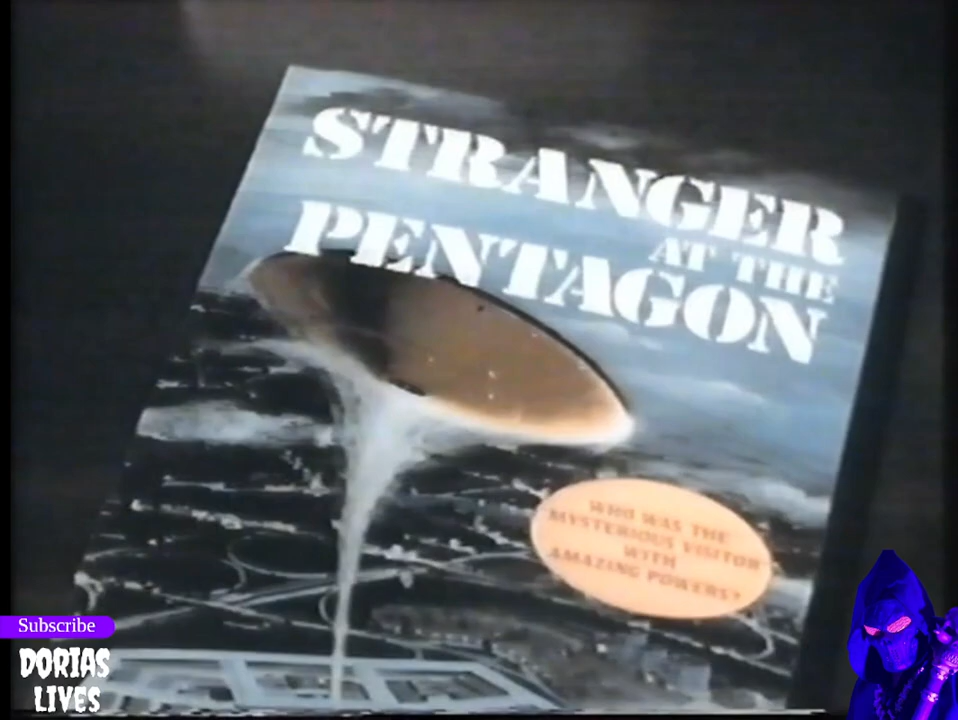 STRANGER
AT THE
PENTAGON
WHO WAS THE
MYSTERIOUS VISITOR
WITH
AMAZING POWERS?
Subscribe
DORIAS
LIVES